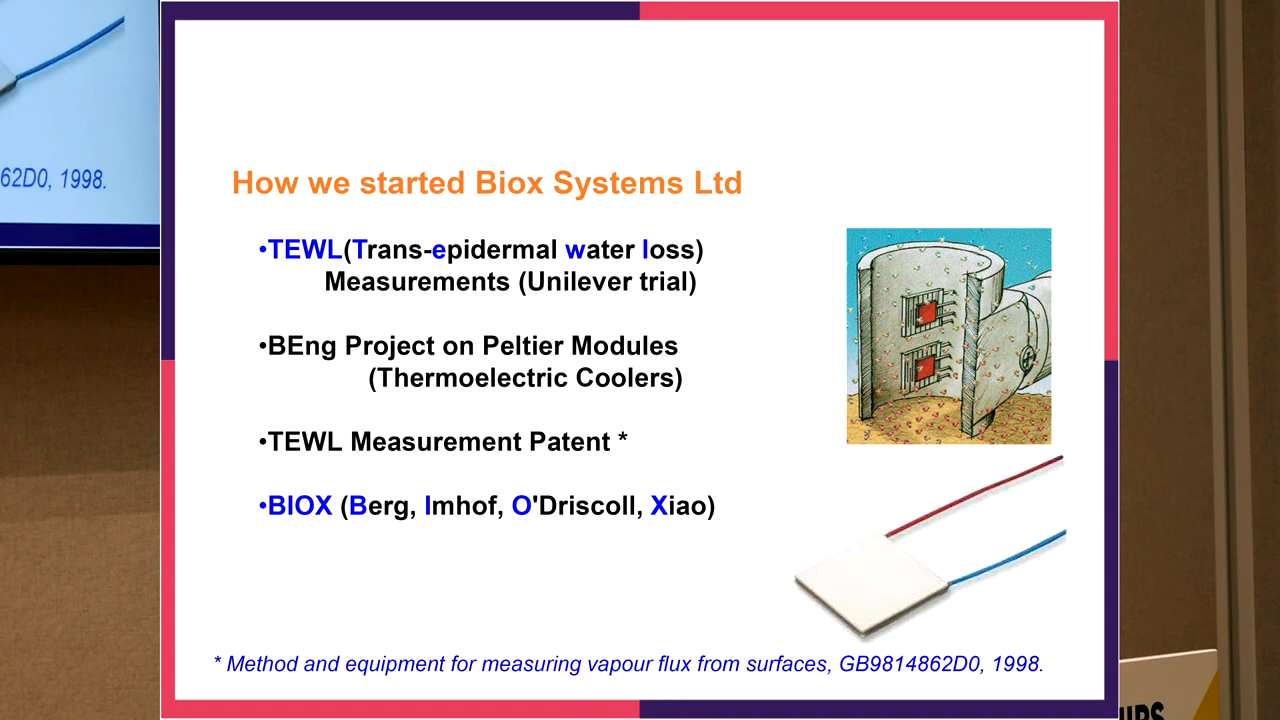 62D0, 1998.
How we started Biox Systems Ltd
•TEWL(Trans-epidermal water loss)
Measurements (Unilever trial)
•BEng Project on Peltier Modules
(Thermoelectric Coolers)
•TEWL Measurement Patent *
•BIOX (Berg, Imhof, O'Driscoll, Xiao)
* Method and equipment for measuring vapour flux from surfaces, GB9814862D0, 1998.